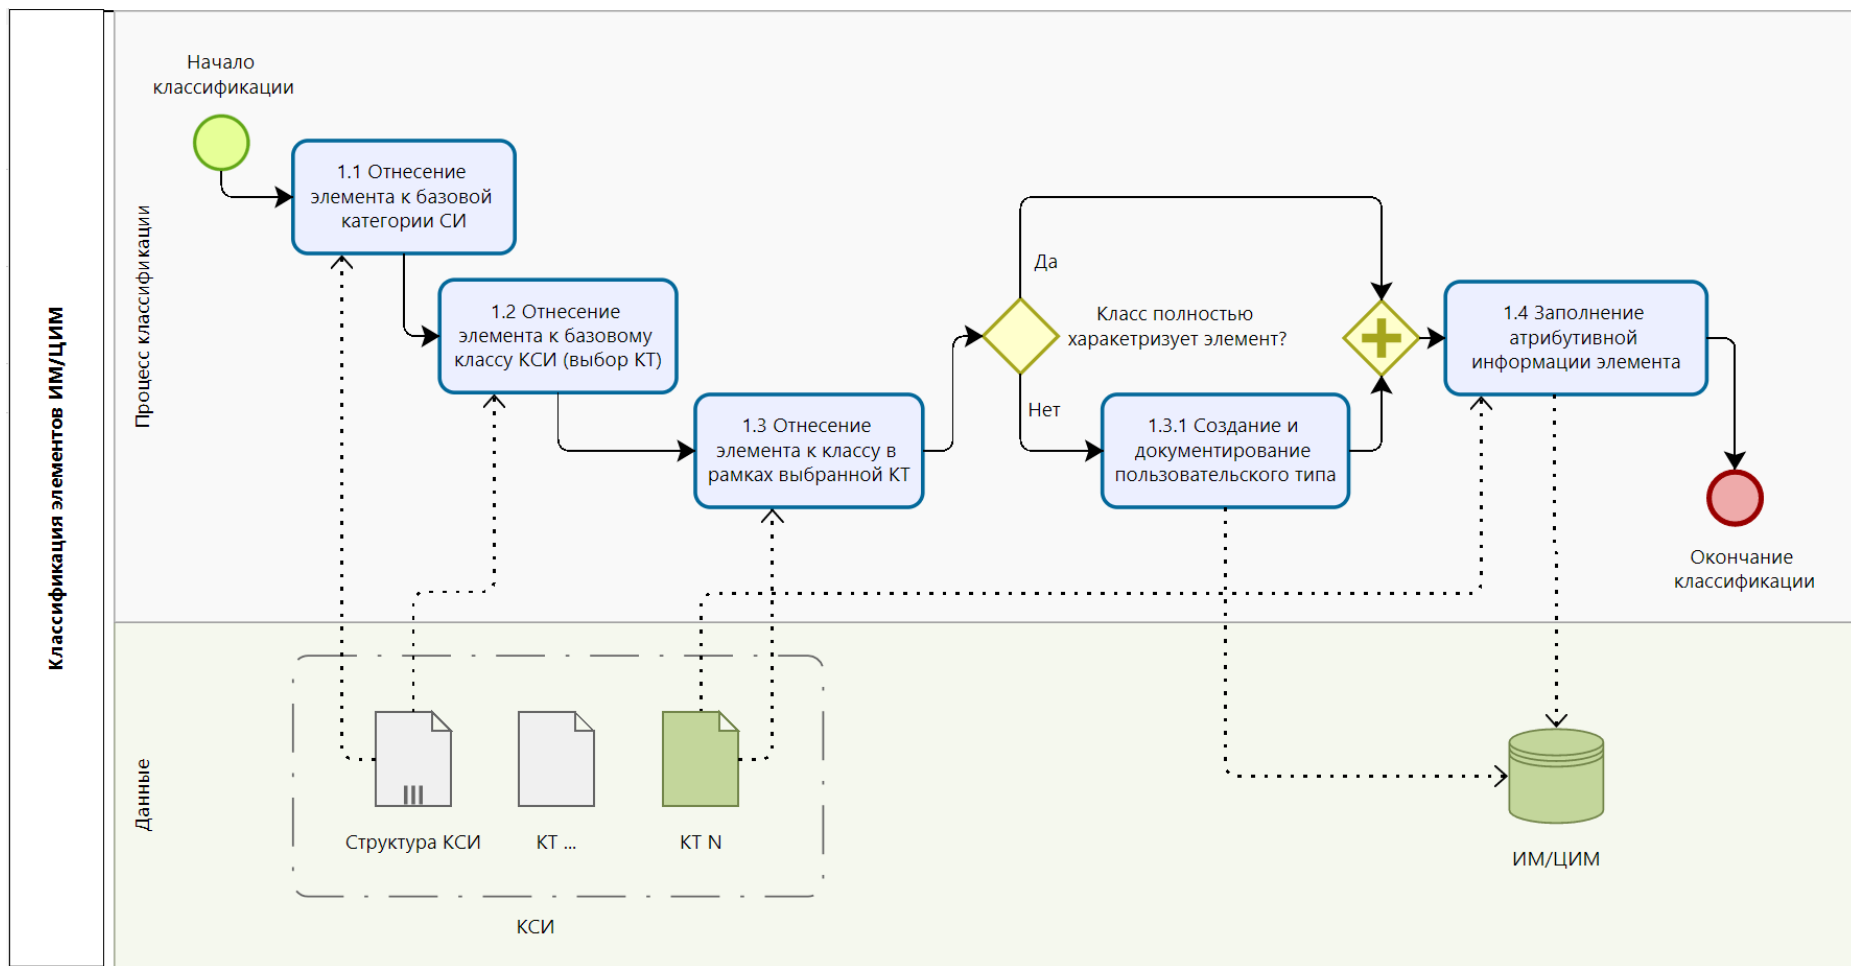 Классификация элементов ИМ/ЦИМ
Процесс классификации
Начало
классификации
1.1 Отнесение
элемента к базовой
категории СИ
1.2 Отнесение
элемента к базовому
классу КСИ (выбор КТ)
1.3 Отнесение
элемента к классу в
рамках выбранной КТ
Да
Класс полностью
харакетризует элемент?
Нет
1.3.1 Создание и
документирование
пользовательского типа
1.4 Заполнение
атрибутивной
информации элемента
Окончание
классификации
Данные
Структура КСИ
КТ ...
КТ N
КСИ
ИМ/ЦИМ